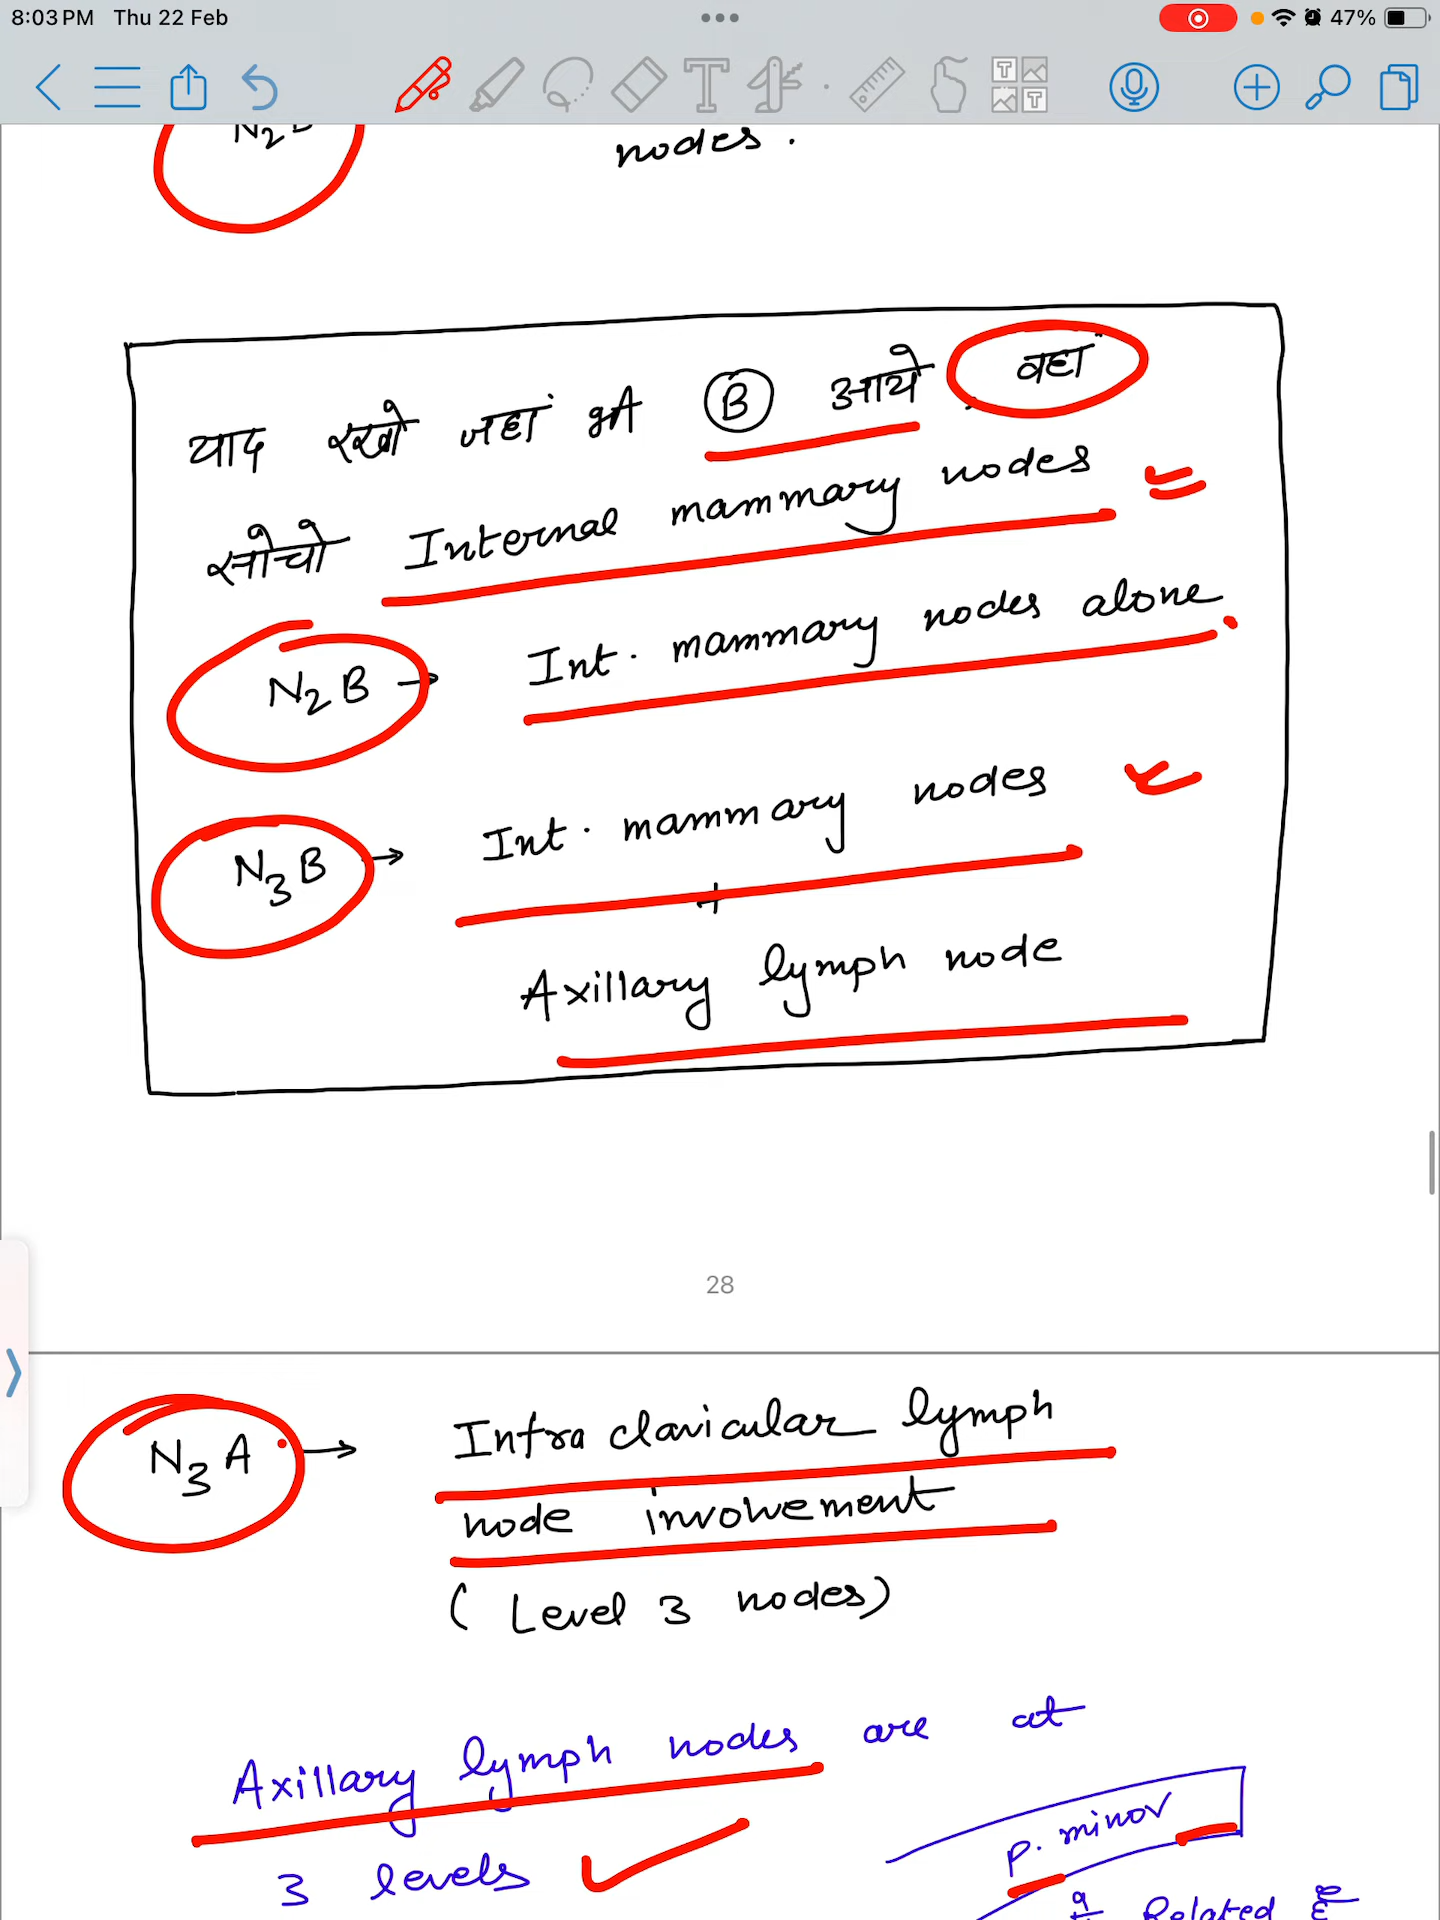 8:03 PM Thu 22 Feb
47%
nodes.
याद रखो जहां भी B आये, वहां
सोचो Internal mammary nodes
N2B → Int. mammary nodes alone.
N3B → Int. mammary nodes
+
Axillary lymph node
28
N3A → Infra clavicular lymph
node involvement
(Level 3 nodes)
Axillary lymph nodes are at
3 levels
P. minor
Related